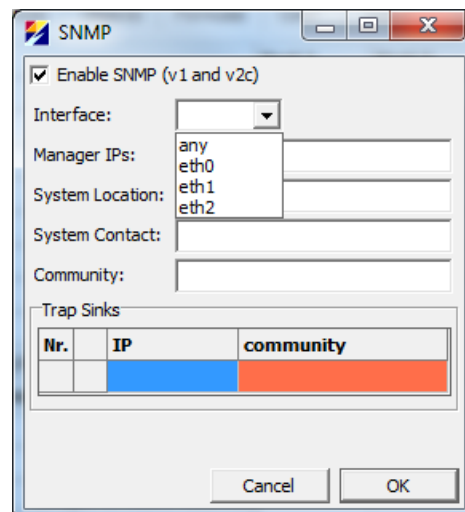 SNMP
Enable SNMP (v1 and v2c)
Interface:
any
Manager IPs:
eth0
eth1
System Location:
eth2
System Contact:
Community:
Trap Sinks
Nr. IP community
Cancel OK